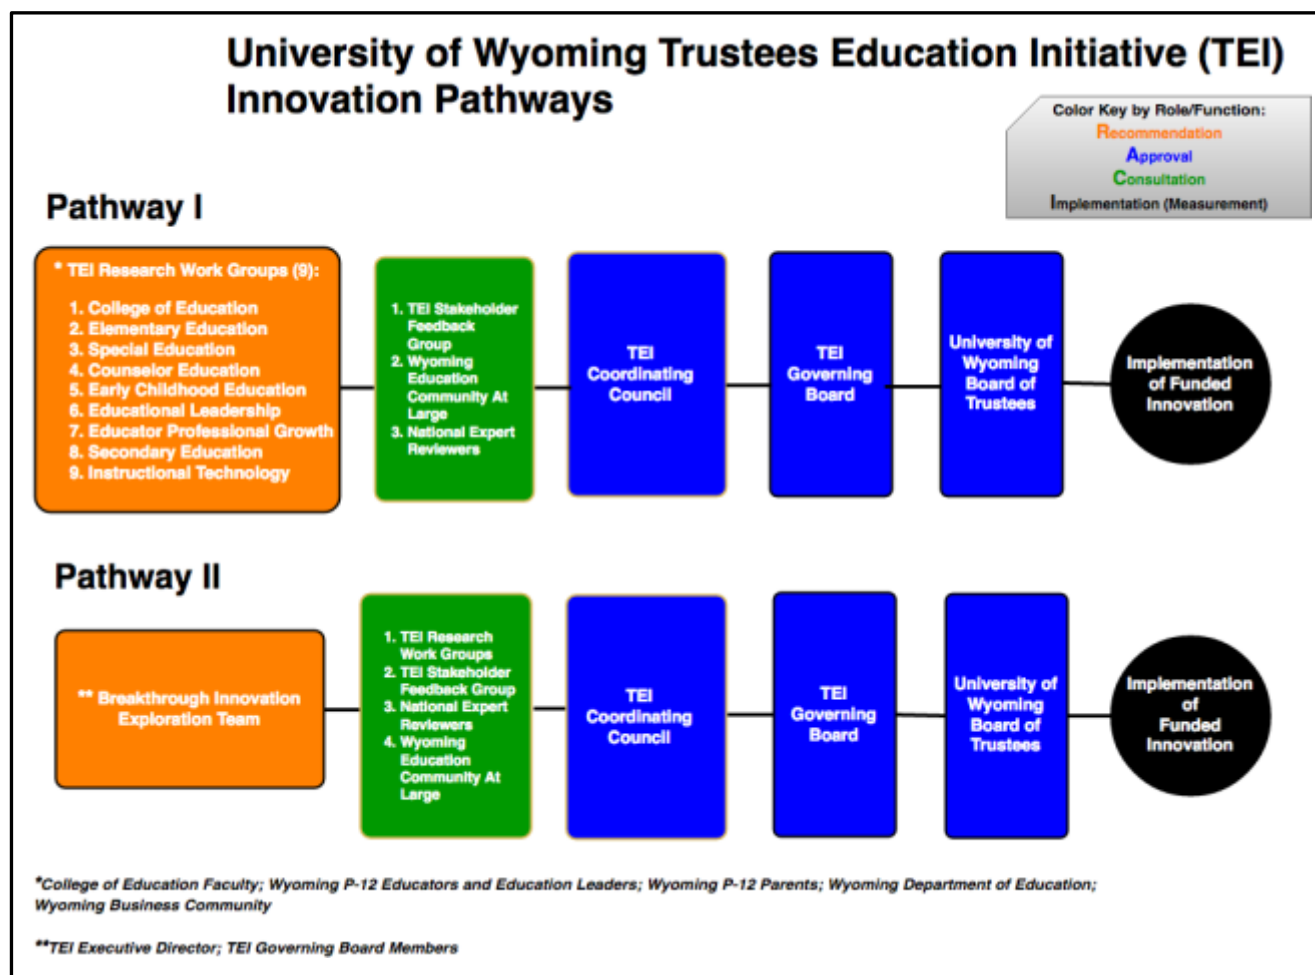 University of Wyoming Trustees Education Initiative (TEI)
Innovation Pathways
Color Key by Role/Function:
Recommendation
Approval
Consultation
Implementation (Measurement)
Pathway I
* TEI Research Work Groups (9):
1. College of Education
2. Elementary Education
3. Special Education
4. Counselor Education
5. Early Childhood Education
6. Educational Leadership
7. Educator Professional Growth
8. Secondary Education
9. Instructional Technology
1. TEI Stakeholder
Feedback
Group
2. Wyoming
Education
Community At
Large
3. National Expert
Reviewers
TEI
Coordinating
Council
TEI
Governing
Board
University of
Wyoming
Board of
Trustees
Implementation
of Funded
Innovation
Pathway II
** Breakthrough Innovation
Exploration Team
1. TEI Research
Work Groups
2. TEI Stakeholder
Feedback Group
3. National Expert
Reviewers
4. Wyoming
Education
Community At
Large
TEI
Coordinating
Council
TEI
Governing
Board
University of
Wyoming
Board of
Trustees
Implementation
of
Funded
Innovation
*College of Education Faculty; Wyoming P-12 Educators and Education Leaders; Wyoming P-12 Parents; Wyoming Department of Education;
Wyoming Business Community
**TEI Executive Director; TEI Governing Board Members